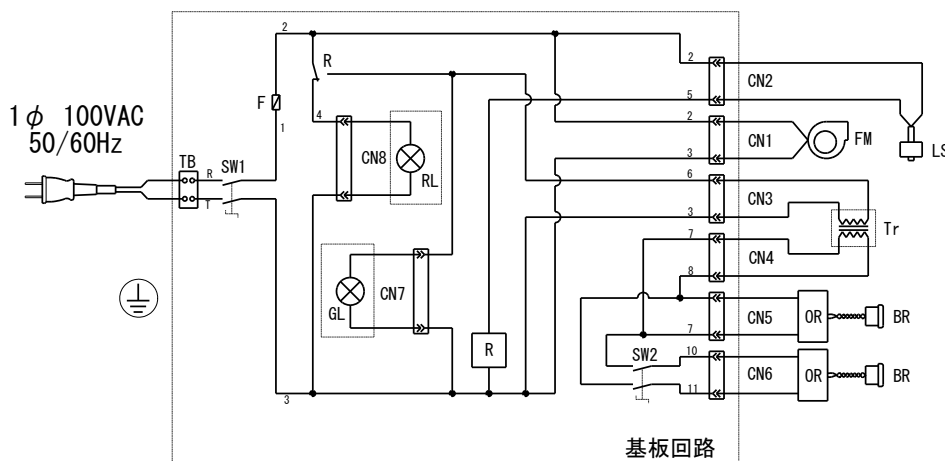 1φ 100VAC
50/60Hz
TB
R
T
SW1
F
1
2
3
R
4
CN8
RL
GL
CN7
R
2
CN2
5
LS
2
CN1
3
FM
6
CN3
3
Tr
7
CN4
8
CN5
7
OR
BR
SW2
10
CN6
11
OR
BR
基板回路